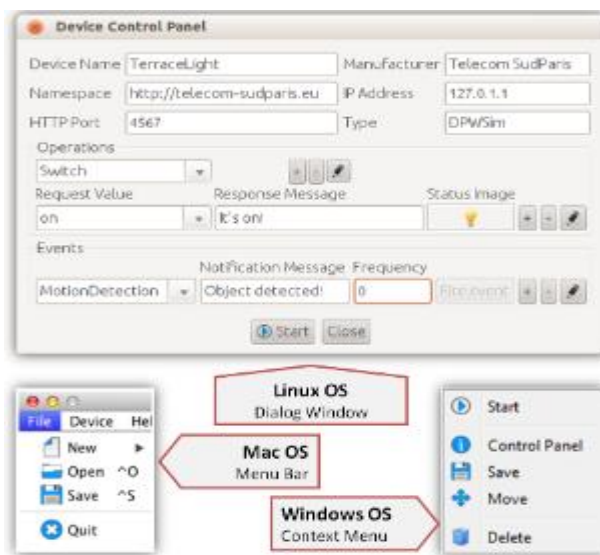 Device Control Panel
Device Name TerraceLight Manufacturer Telecom SudParis
Namespace http://telecom-sudparis.eu IP Address 127.0.1.1
HTTP Port 4567 Type DPWSim
Operations
Switch
Request Value Response Message Status Image
on It's on!
Events
Notification Message Frequency
MotionDetection Object detected! 0 Fire event
Start Close
Linux OS
Dialog Window
File Device Hel
New
Open ^O
Save ^S
Quit
Mac OS
Menu Bar
Windows OS
Context Menu
Start
Control Panel
Save
Move
Delete